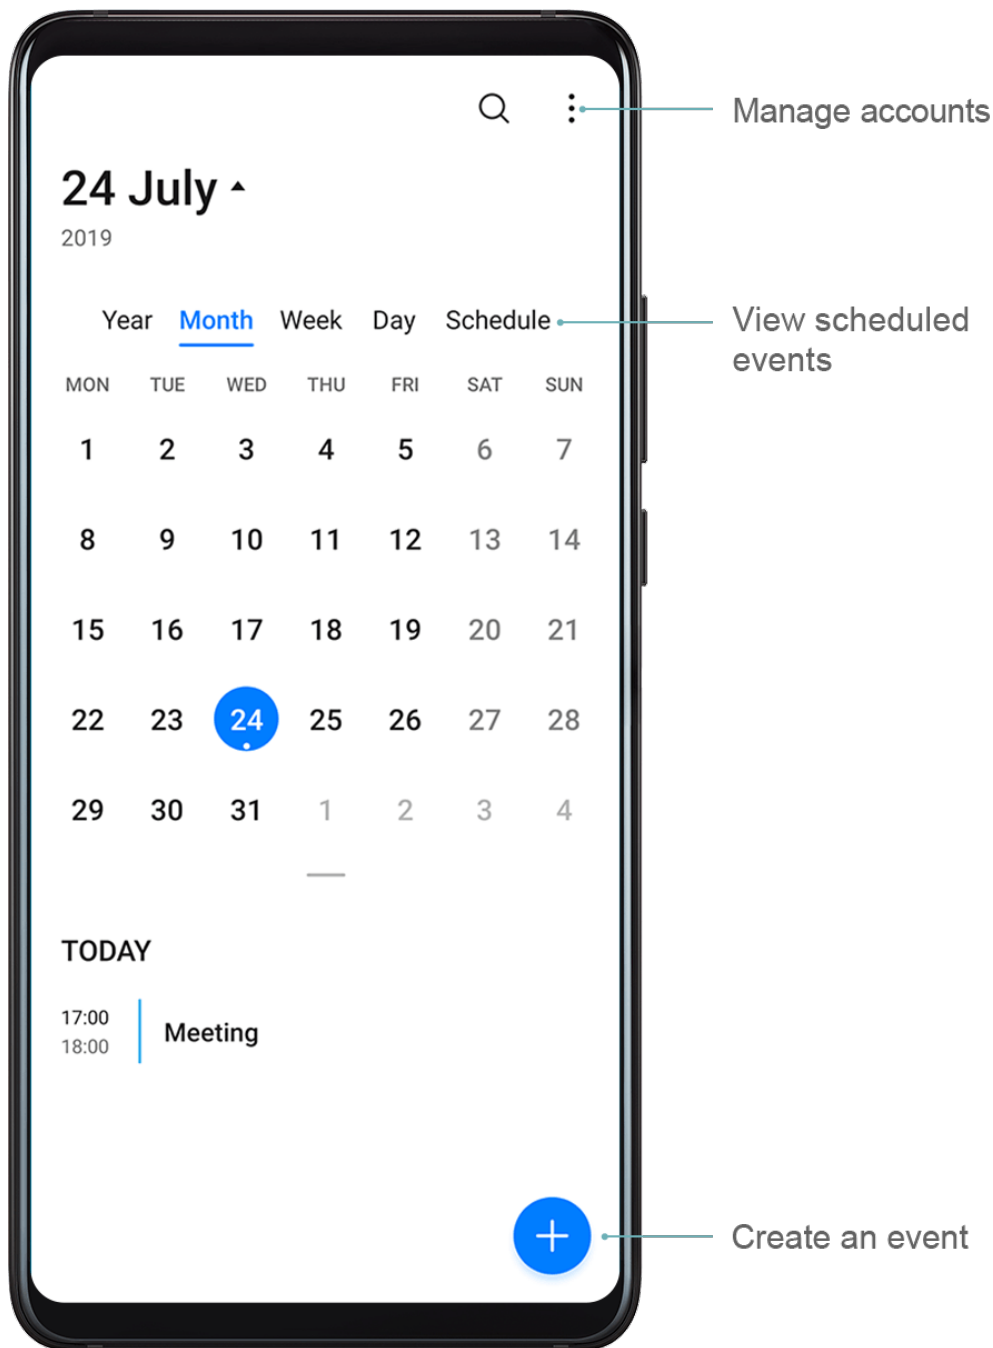 Manage accounts
24 July
2019
Year Month Week Day Schedule
View scheduled
events
MON TUE WED THU FRI SAT SUN
1 2 3 4 5 6 7
8 9 10 11 12 13 14
15 16 17 18 19 20 21
22 23 24 25 26 27 28
29 30 31 1 2 3 4
TODAY
17:00
Meeting
18:00
Create an event